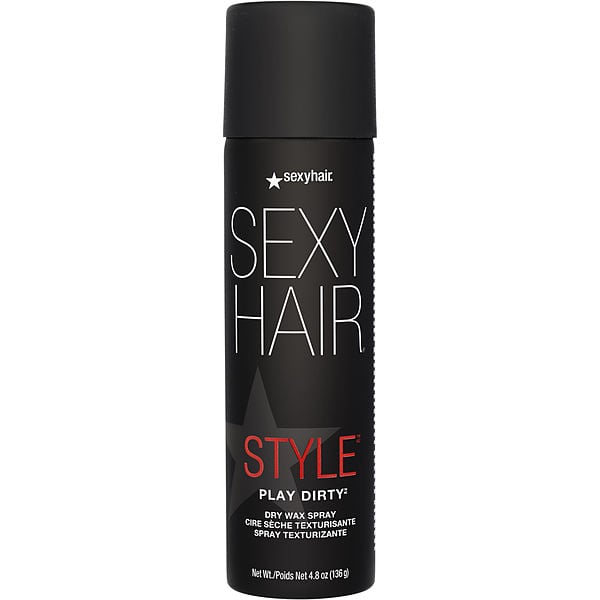 sexyhair.
SEXY
HAIR®
STYLE
PLAY DIRTY
DRY WAX SPRAY
CIRE SÈCHE TEXTURISANTE
SPRAY TEXTURIZANTE
Net Wt./Poids Net 4.8 oz (136 g)